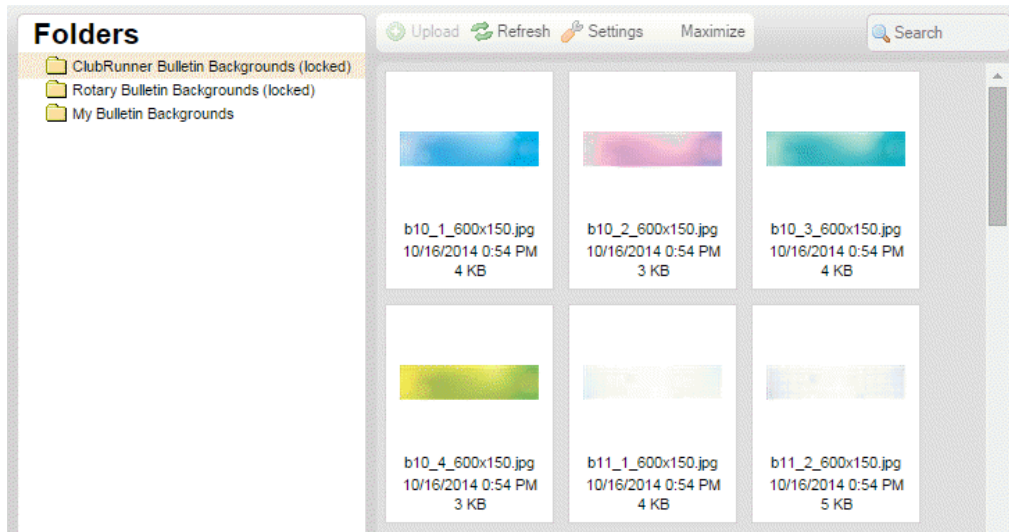 Folders
ClubRunner Bulletin Backgrounds (locked)
Rotary Bulletin Backgrounds (locked)
My Bulletin Backgrounds
Upload Refresh Settings Maximize Search
b10_1_600x150.jpg
10/16/2014 0:54 PM
4 KB
b10_2_600x150.jpg
10/16/2014 0:54 PM
3 KB
b10_3_600x150.jpg
10/16/2014 0:54 PM
4 KB
b10_4_600x150.jpg
10/16/2014 0:54 PM
3 KB
b11_1_600x150.jpg
10/16/2014 0:54 PM
4 KB
b11_2_600x150.jpg
10/16/2014 0:54 PM
5 KB